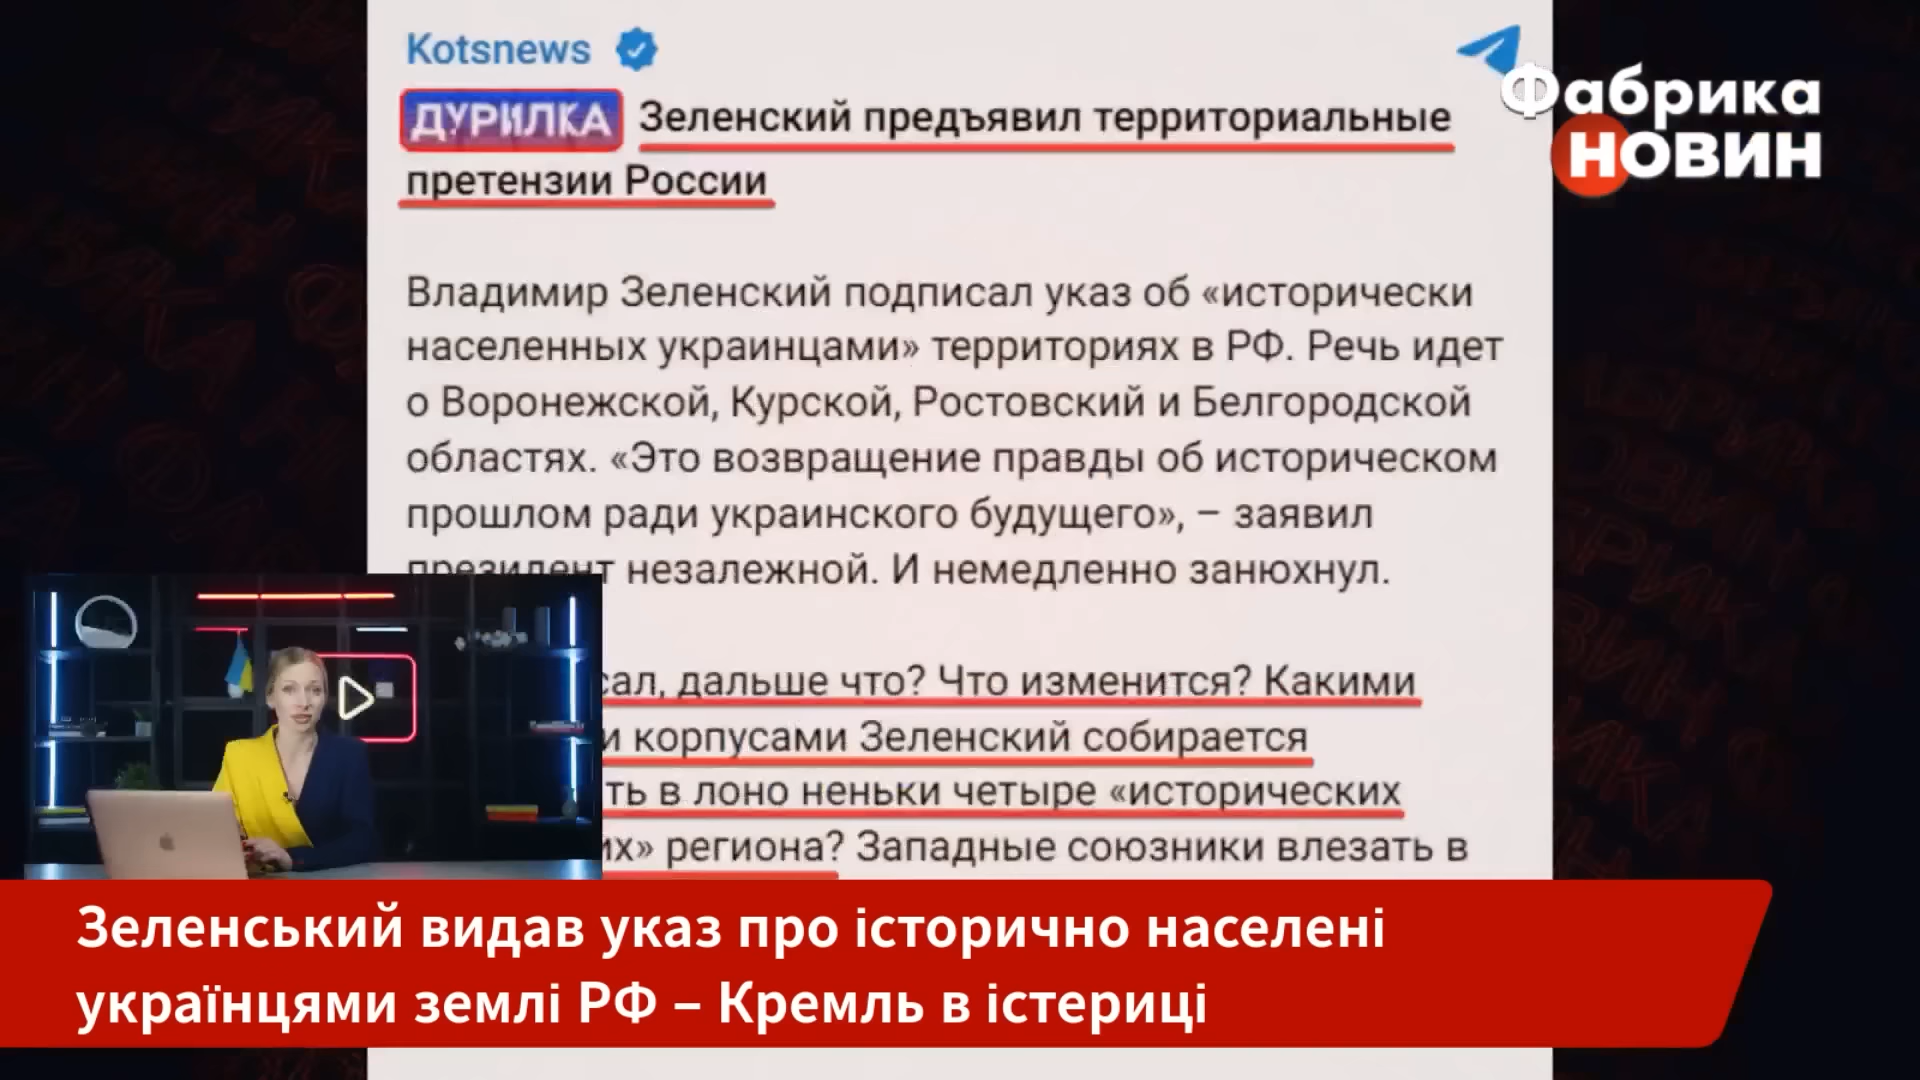 Kotsnews
Фабрика
НОВИН
ДУРИЛКА Зеленский предъявил территориальные
претензии России
Владимир Зеленский подписал указ об «исторически
населенных украинцами» территориях в РФ. Речь идет
о Воронежской, Курской, Ростовский и Белгородской
областях. «Это возвращение правды об историческом
прошлом ради украинского будущего», – заявил
президент незалежной. И немедленно занюхнул.
сал, дальше что? Что изменится? Какими
и корпусами Зеленский собирается
ть в лоно неньки четыре «исторических
их» региона? Западные союзники влезать в
Зеленський видав указ про історично населені
українцями землі РФ – Кремль в істериці